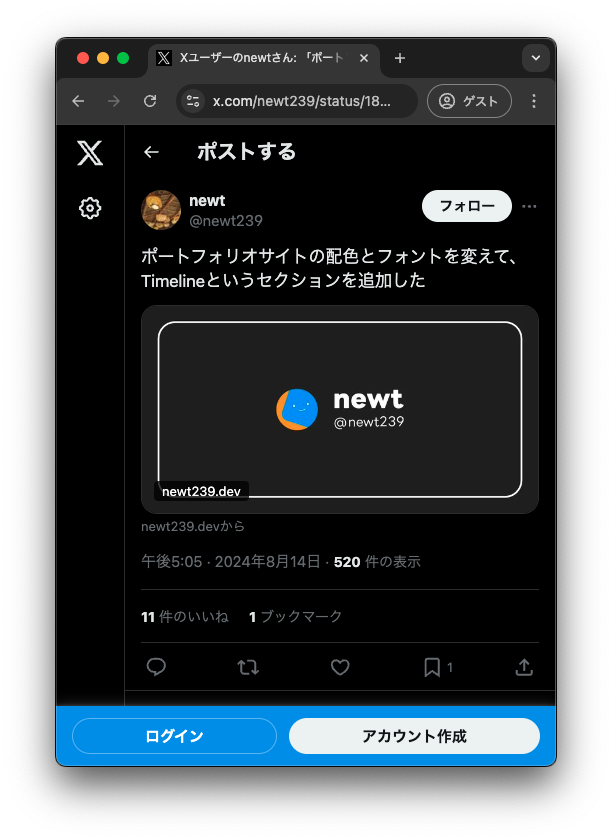 Xユーザーのnewtさん: 「ポート
x.com/newt239/status/18...
ゲスト
ポストする
newt
@newt239
フォロー
ポートフォリオサイトの配色とフォントを変えて、
Timelineというセクションを追加した
newt
@newt239
newt239.dev
newt239.devから
午後5:05 · 2024年8月14日 · 520 件の表示
11 件のいいね 1 ブックマーク
1
ログイン
アカウント作成